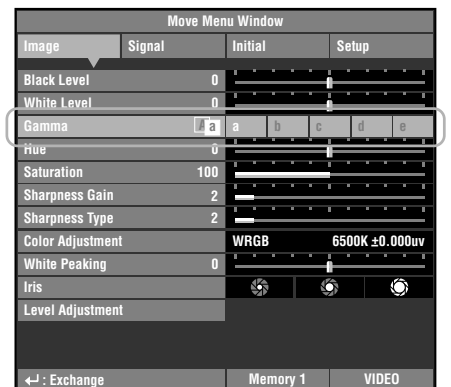 Move Menu Window
Image Signal Initial Setup
Black Level 0
White Level 0
Gamma A a a b c d e
Hue 0
Saturation 100
Sharpness Gain 2
Sharpness Type 2
Color Adjustment WRGB 6500K ±0.000uv
White Peaking 0
Iris
Level Adjustment
↵ : Exchange Memory 1 VIDEO